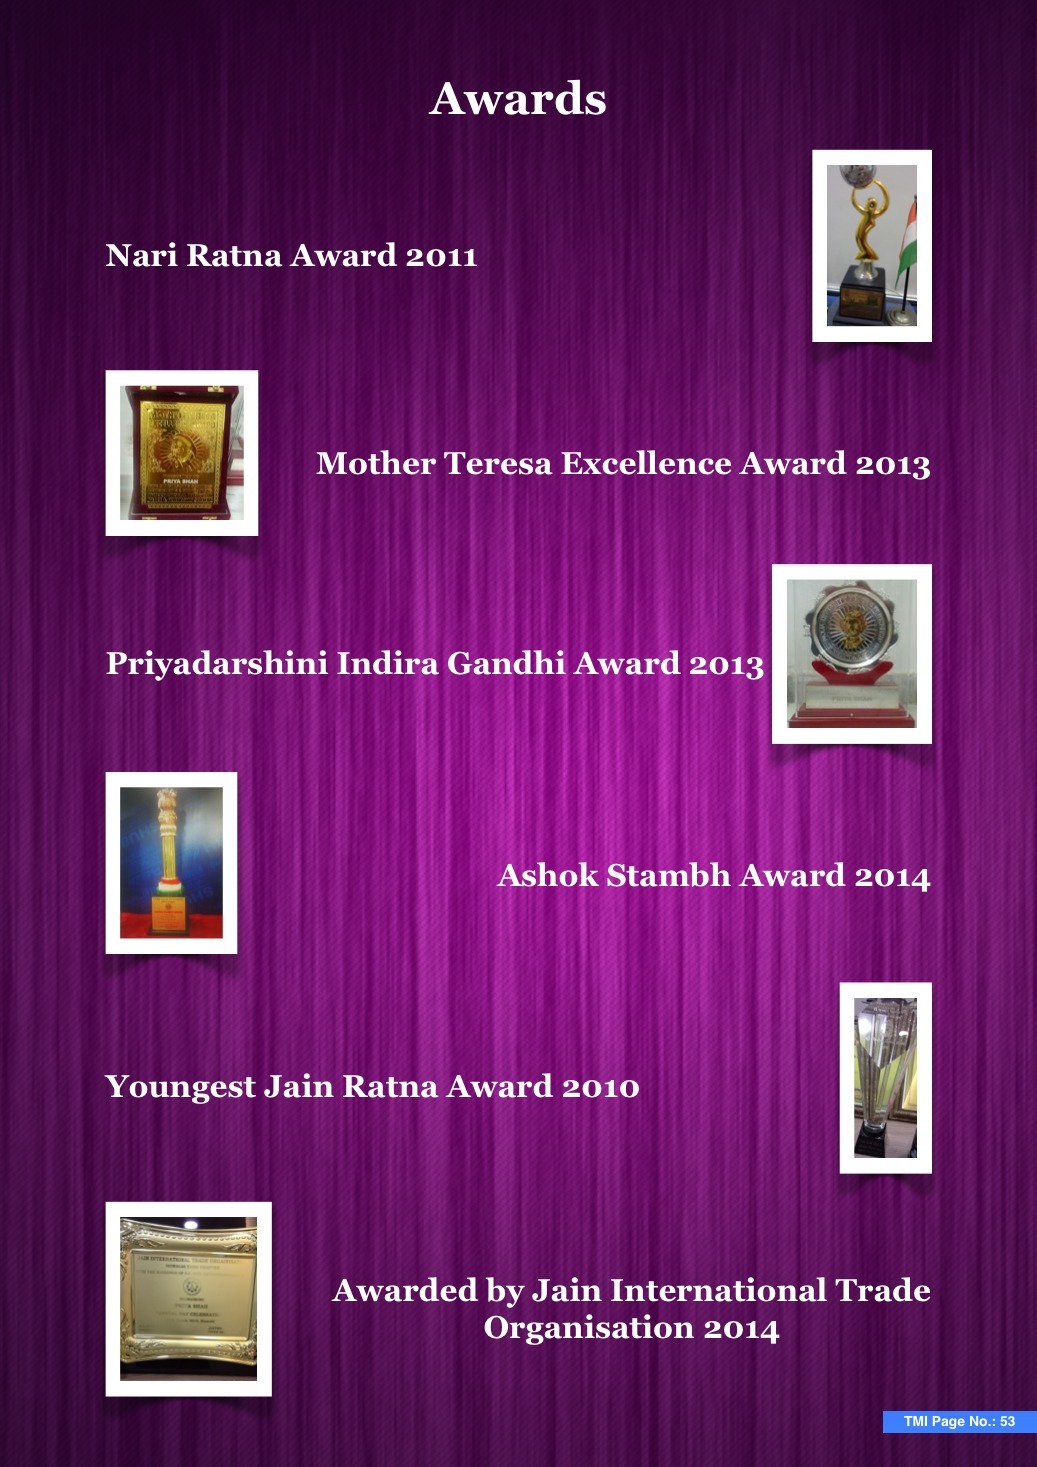 Awards
Nari Ratna Award 2011
PRIYA SHAH
Mother Teresa Excellence Award 2013
Priyadarshini Indira Gandhi Award 2013
PRIYA SHAH
Ashok Stambh Award 2014
Youngest Jain Ratna Award 2010
JAIN INTERNATIONAL TRADE ORGANISATION
PRIYA SHAH
Awarded by Jain International Trade
Organisation 2014
TMI Page No.: 53